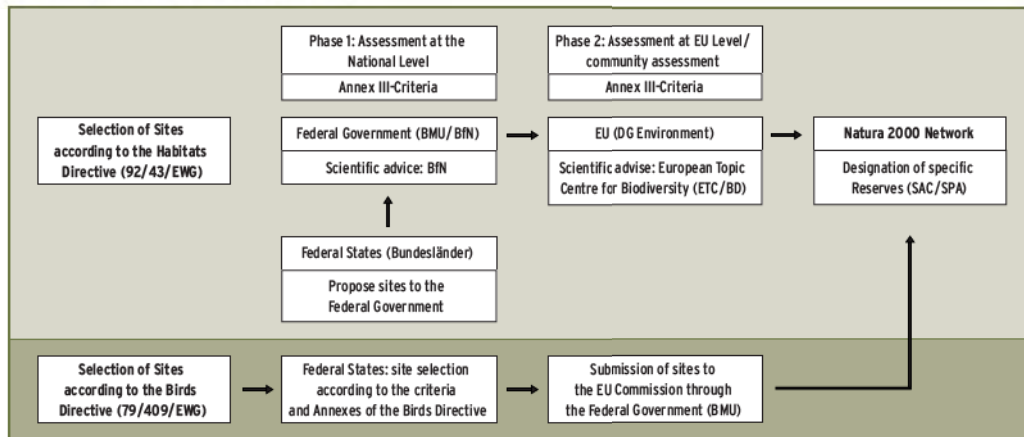 Phase 1: Assessment at the
National Level
Annex III-Criteria
Phase 2: Assessment at EU Level/
community assessment
Annex III-Criteria
Selection of Sites
according to the Habitats
Directive (92/43/EWG)
Federal Government (BMU/BfN)
Scientific advice: BfN
EU (DG Environment)
Scientific advise: European Topic
Centre for Biodiversity (ETC/BD)
Natura 2000 Network
Designation of specific
Reserves (SAC/SPA)
Federal States (Bundesländer)
Propose sites to the
Federal Government
Selection of Sites
according to the Birds
Directive (79/409/EWG)
Federal States: site selection
according to the criteria
and Annexes of the Birds Directive
Submission of sites to
the EU Commission through
the Federal Government (BMU)